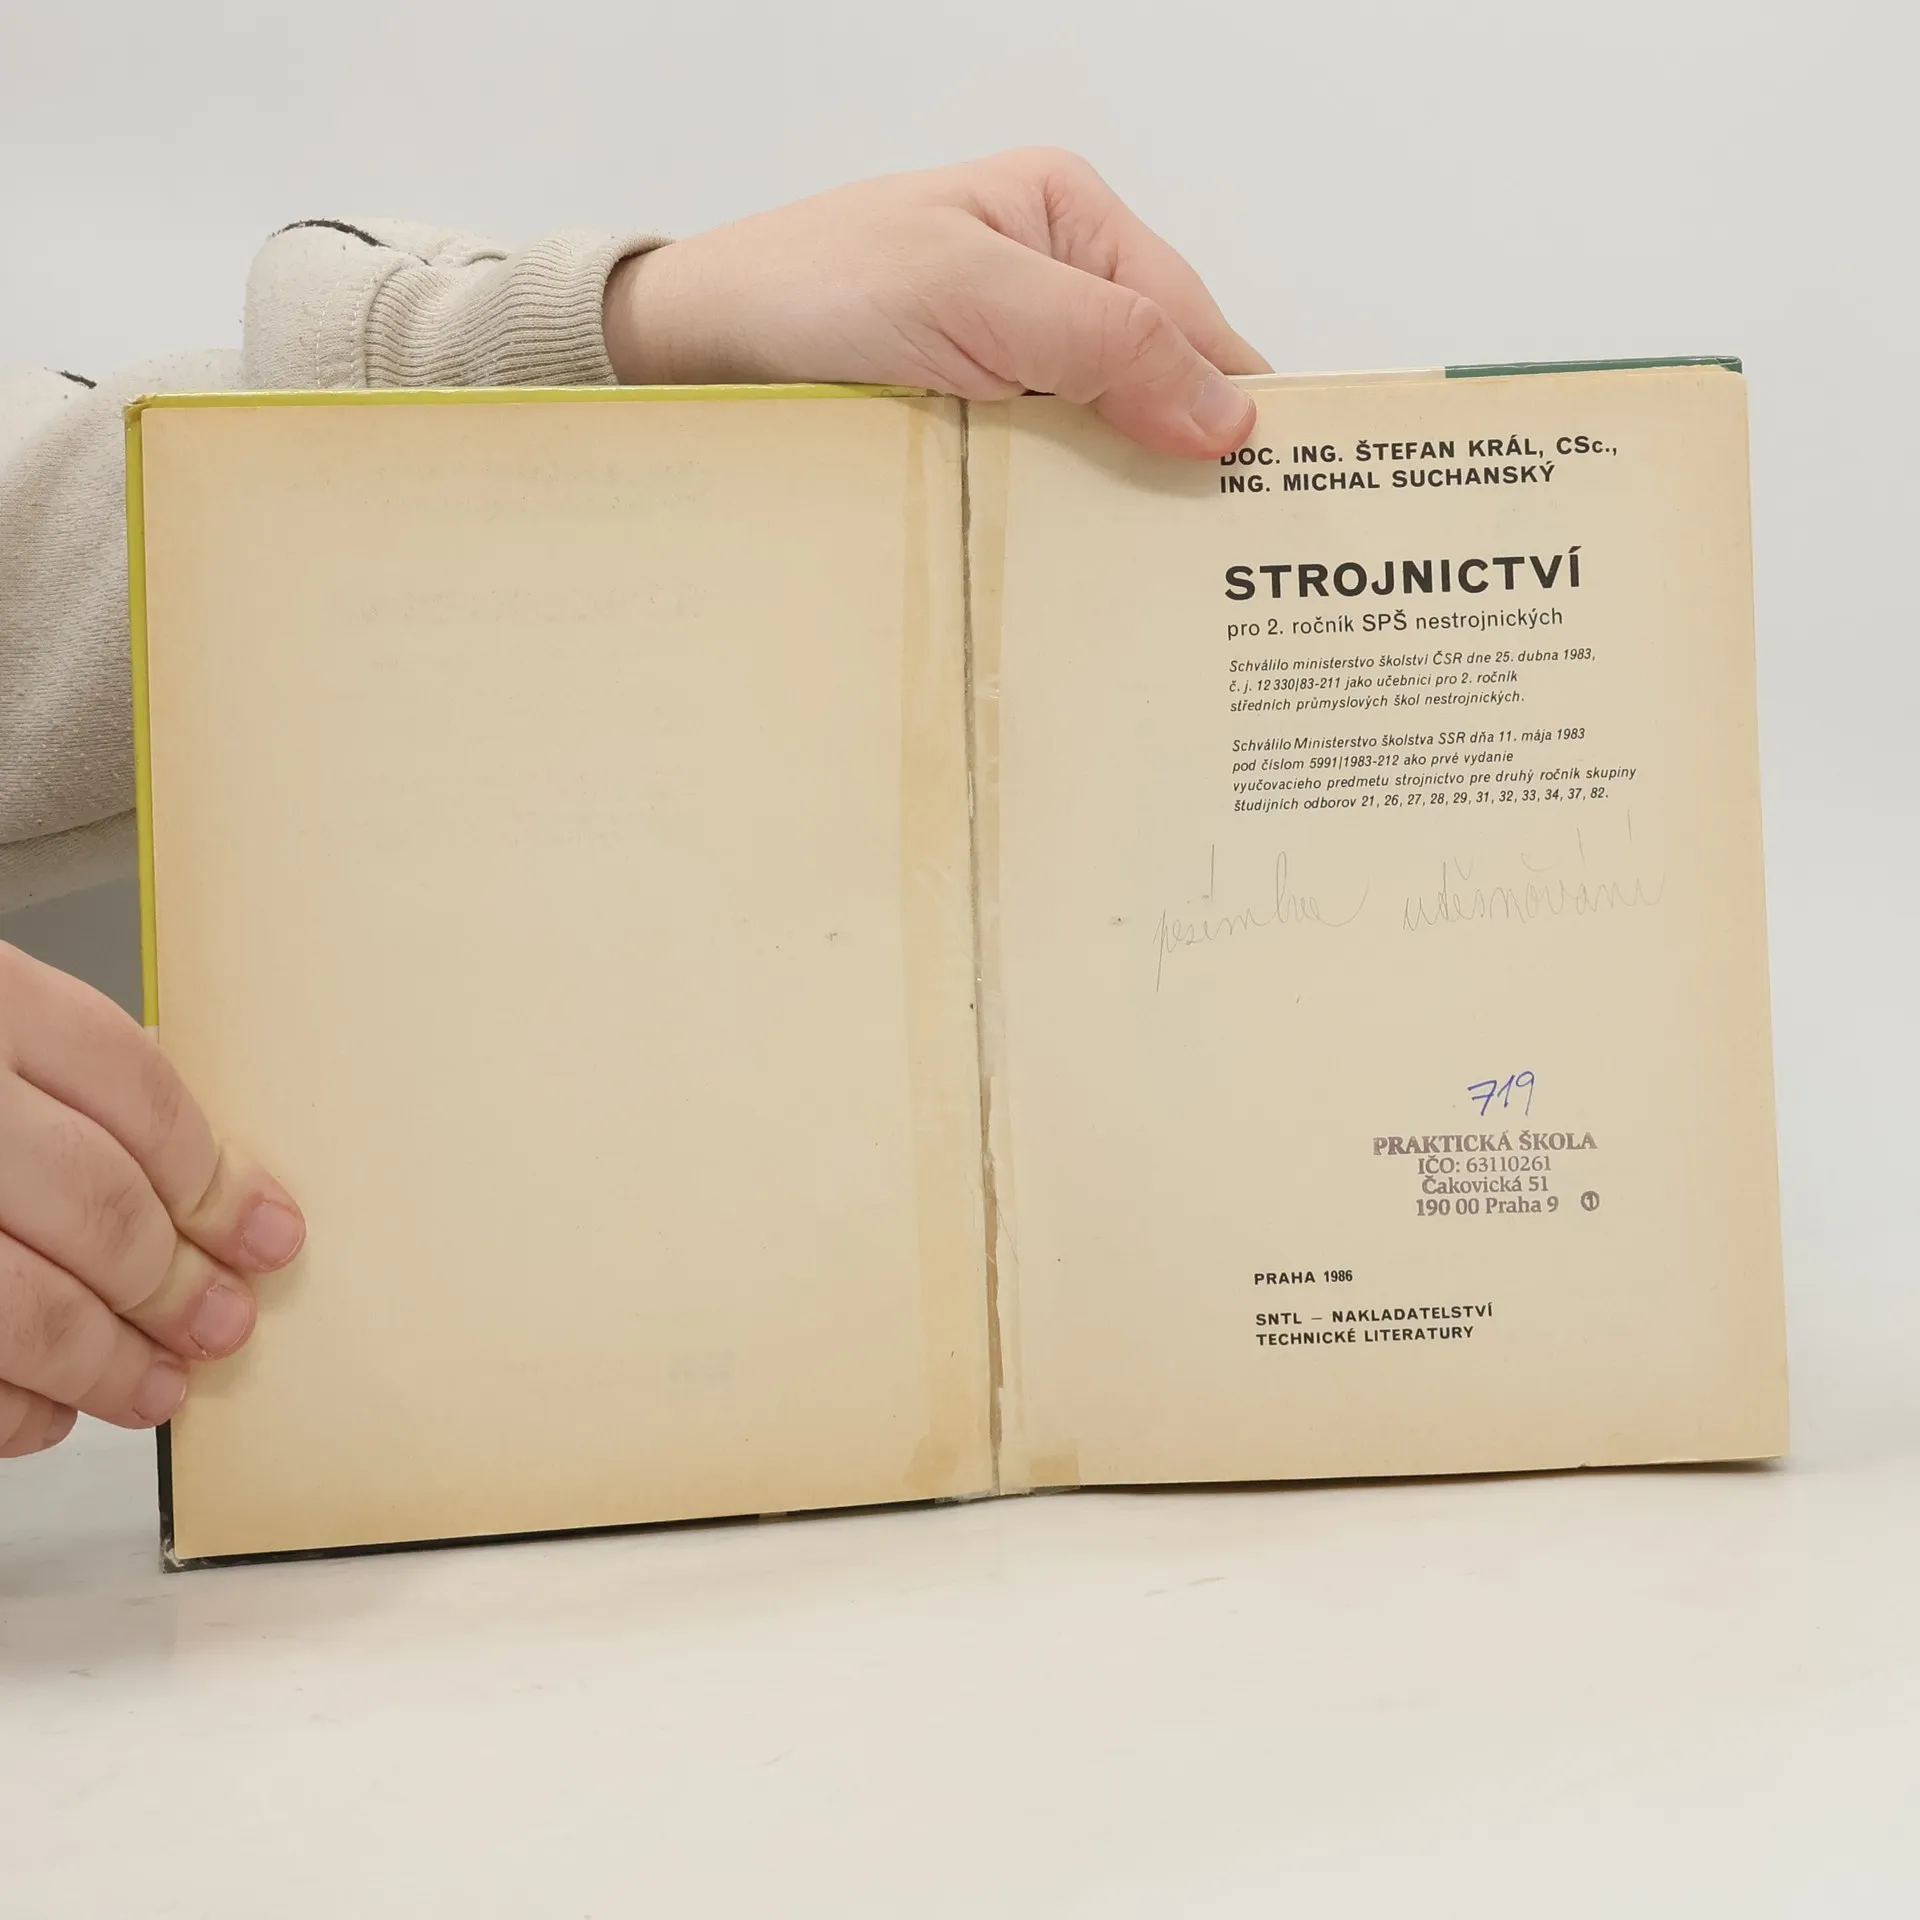 DOC. ING. ŠTEFAN KRÁL, CSc.,
ING. MICHAL SUCHANSKÝ
STROJNICTVÍ
pro 2. ročník SPŠ nestrojnických
Schválilo ministerstvo školství ČSR dne 25. dubna 1983,
č. j. 12 330|83-211 jako učebnici pro 2. ročník
středních průmyslových škol nestrojnických.
Schválilo Ministerstvo školstva SSR dňa 11. mája 1983
pod číslom 5991|1983-212 ako prvé vydanie
vyučovacieho predmetu strojnictvo pre druhý ročník skupiny
študijních odborov 21, 26, 27, 28, 29, 31, 32, 33, 34, 37, 82.
719
PRAKTICKÁ ŠKOLA
IČO: 63110261
Čakovická 51
190 00 Praha 9 1
PRAHA 1986
SNTL – NAKLADATELSTVÍ
TECHNICKÉ LITERATURY